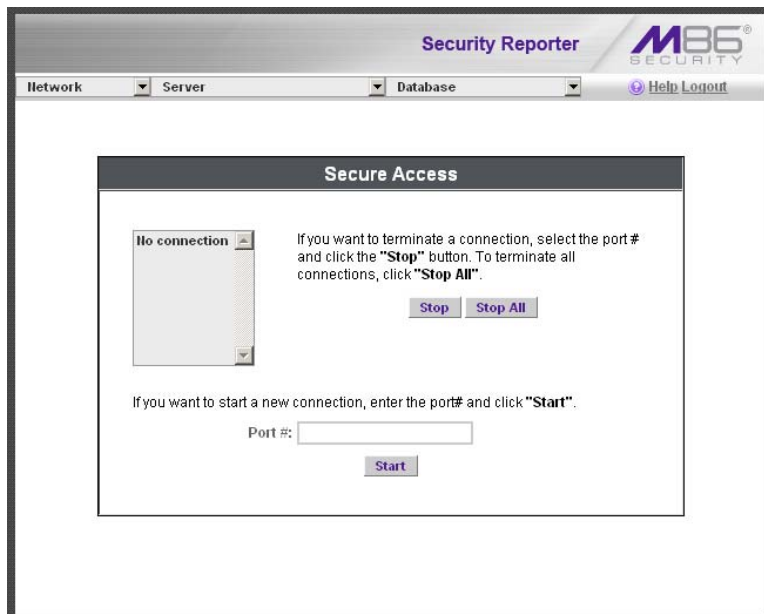 Security Reporter
M86®
SECURITY
Network
Server
Database
Help Logout
Secure Access
No connection
If you want to terminate a connection, select the port #
and click the "Stop" button. To terminate all
connections, click "Stop All".
Stop
Stop All
If you want to start a new connection, enter the port# and click "Start".
Port #:
Start